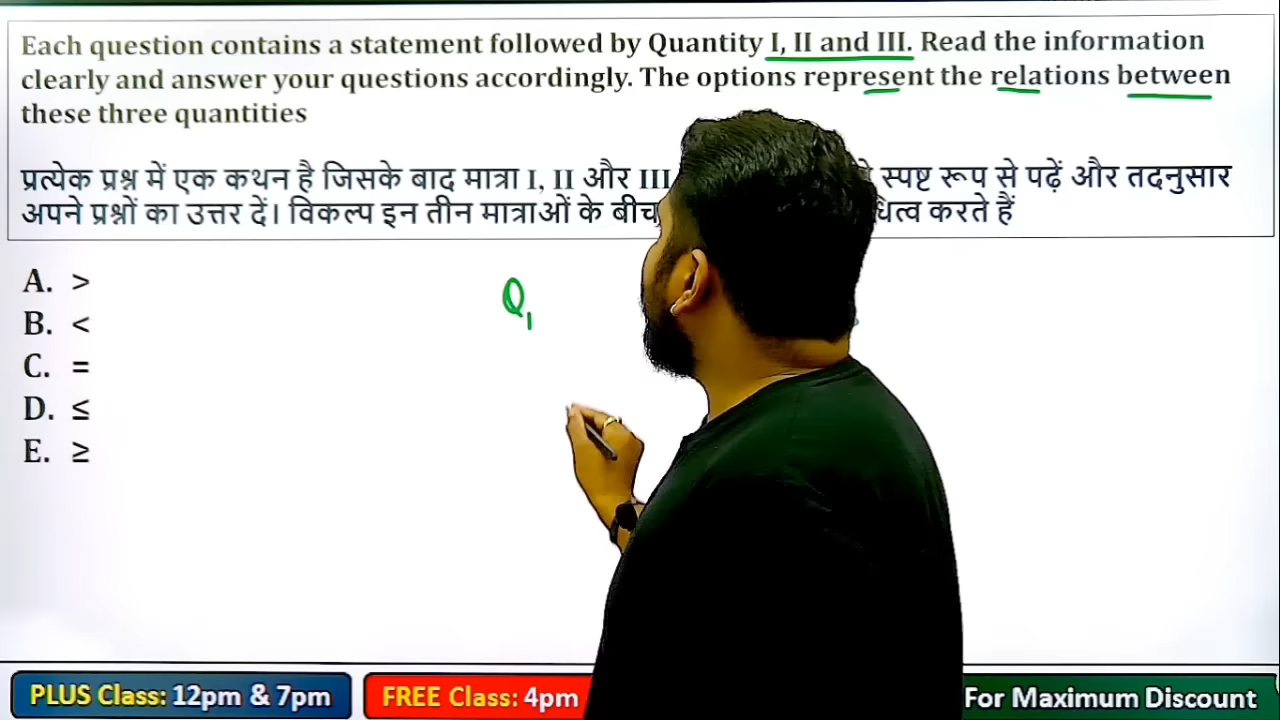 Each question contains a statement followed by Quantity I, II and III. Read the information
clearly and answer your questions accordingly. The options represent the relations between
these three quantities
प्रत्येक प्रश्न में एक कथन है जिसके बाद मात्रा I, II और III स्पष्ट रूप से पढ़ें और तदनुसार
अपने प्रश्नों का उत्तर दें। विकल्प इन तीन मात्राओं के बीच करते हैं
A. >
B. <
C. =
D. ≤
E. ≥
Q1
PLUS Class: 12pm & 7pm
FREE Class: 4pm
For Maximum Discount